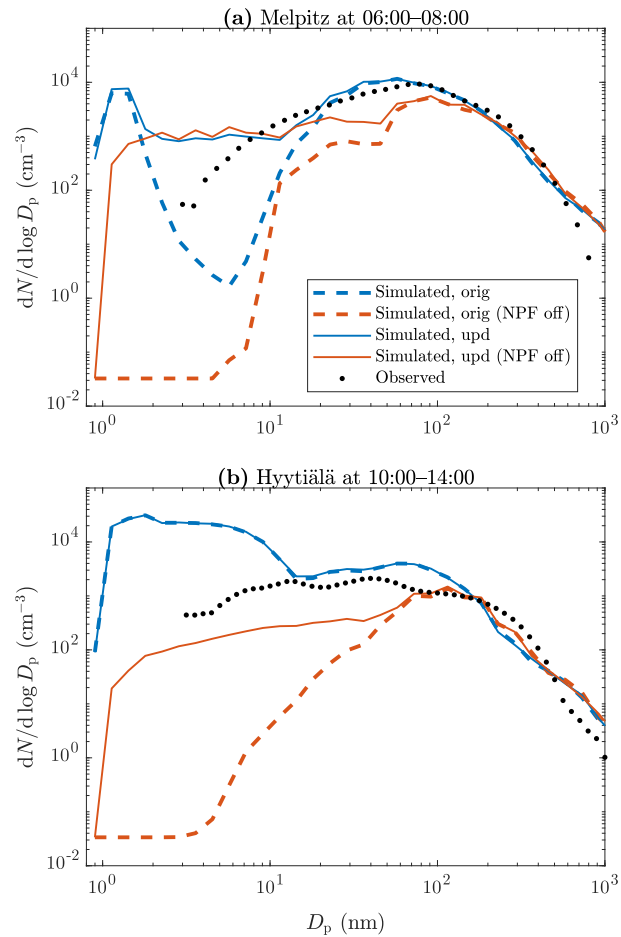 (a) Melpitz at 06:00–08:00
10^4
10^2
10^0
10^-2
dN/d log D_p (cm^−3)
Simulated, orig
Simulated, orig (NPF off)
Simulated, upd
Simulated, upd (NPF off)
Observed
10^0 10^1 10^2 10^3
(b) Hyytiälä at 10:00–14:00
10^4
10^2
10^0
10^-2
dN/d log D_p (cm^−3)
10^0 10^1 10^2 10^3
D_p (nm)